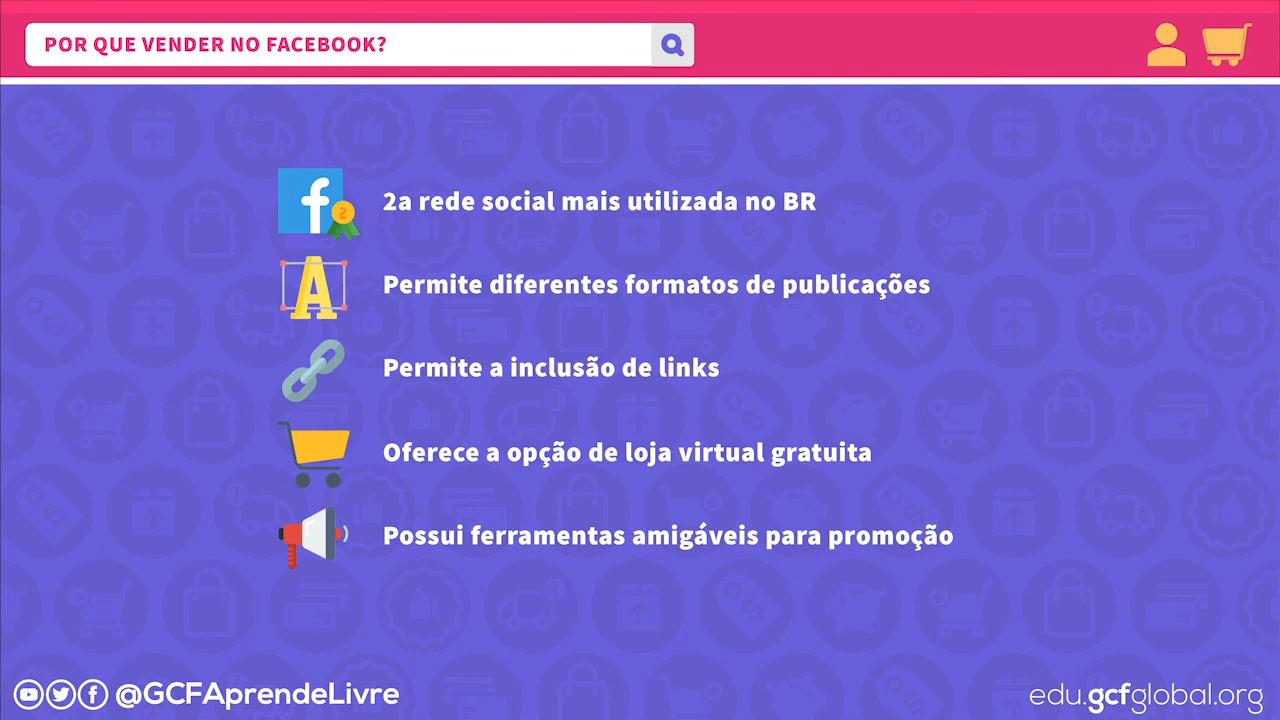 POR QUE VENDER NO FACEBOOK?
2a rede social mais utilizada no BR
Permite diferentes formatos de publicações
Permite a inclusão de links
Oferece a opção de loja virtual gratuita
Possui ferramentas amigáveis para promoção
@GCFAprendeLivre
edu.gcfglobal.org